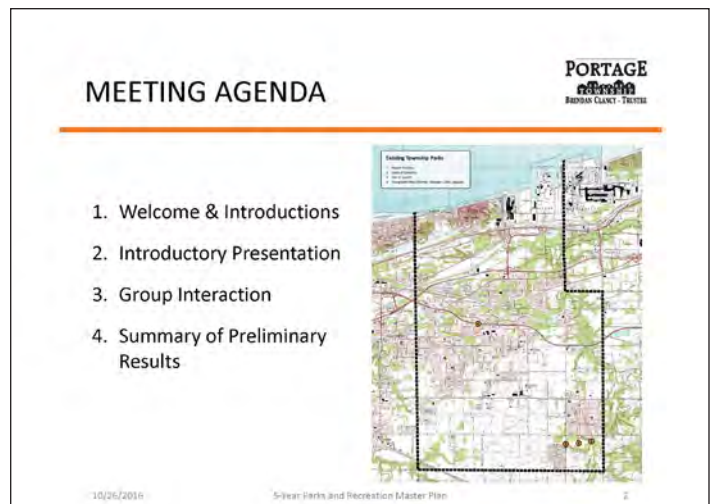 MEETING AGENDA
PORTAGE
TOWNSHIP
BRENDAN CLANCY - TRUSTEE
Existing Township Parks
1. Welcome & Introductions
2. Introductory Presentation
3. Group Interaction
4. Summary of Preliminary
Results
10/26/2016
5-Year Parks and Recreation Master Plan
2